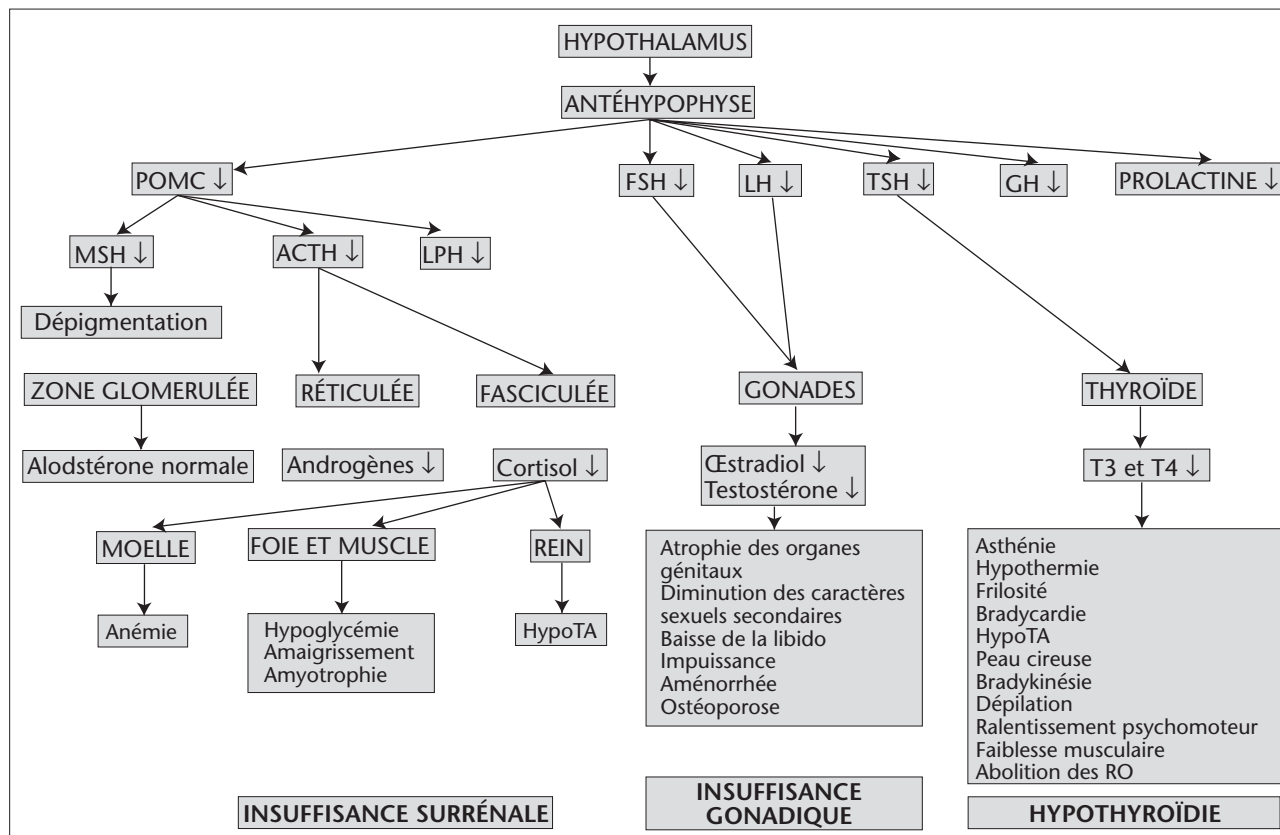 HYPOTHALAMUS
ANTÉHYPOPHYSE
POMC ↓
FSH ↓
LH ↓
TSH ↓
GH ↓
PROLACTINE ↓
MSH ↓
ACTH ↓
LPH ↓
Dépigmentation
ZONE GLOMERULÉE
RÉTICULÉE
FASCICULÉE
GONADES
THYROÏDE
Alodstérone normale
Androgènes ↓
Cortisol ↓
Œstradiol ↓
Testostérone ↓
T3 et T4 ↓
MOELLE
FOIE ET MUSCLE
REIN
Anémie
Hypoglycémie
Amaigrissement
Amyotrophie
HypoTA
Atrophie des organes
génitaux
Diminution des caractères
sexuels secondaires
Baisse de la libido
Impuissance
Aménorrhée
Ostéoporose
Asthénie
Hypothermie
Frilosité
Bradycardie
HypoTA
Peau cireuse
Bradykinésie
Dépilation
Ralentissement psychomoteur
Faiblesse musculaire
Abolition des RO
INSUFFISANCE SURRÉNALE
INSUFFISANCE
GONADIQUE
HYPOTHYROÏDIE